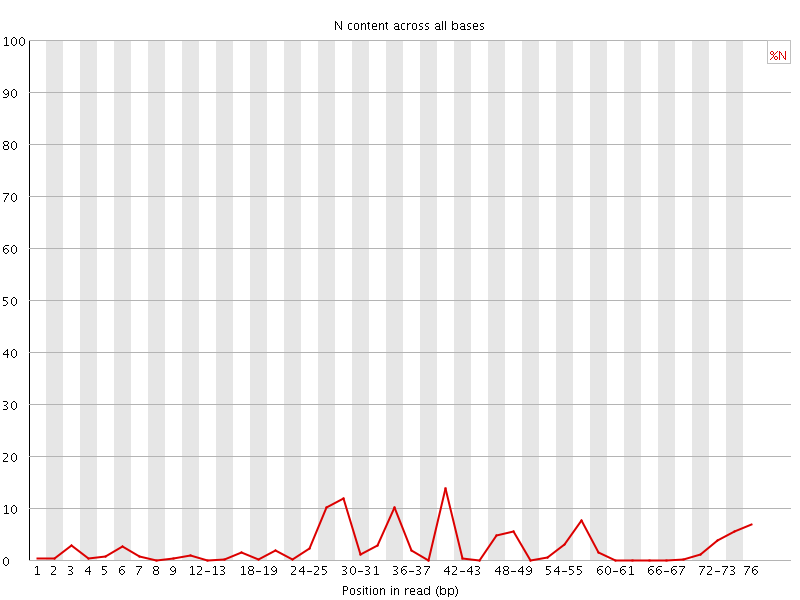 N content across all bases
%N
100
90
80
70
60
50
40
30
20
10
0
1 2 3 4 5 6 7 8 9 12-13 18-19 24-25 30-31 36-37 42-43 48-49 54-55 60-61 66-67 72-73 76
Position in read (bp)